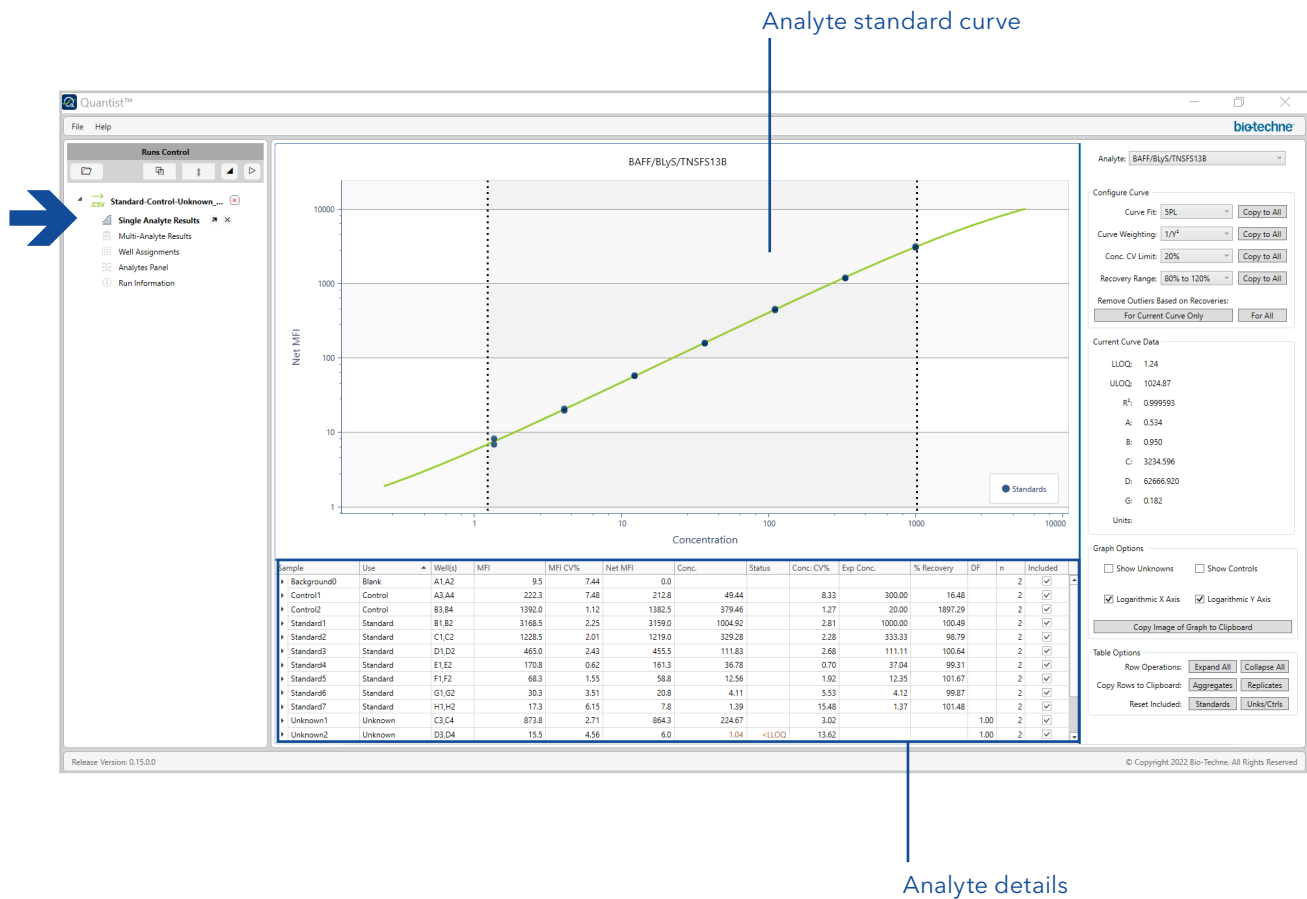 Analyte standard curve
Quantist™
File Help
bio-techne
Runs Control
.CSV Standard-Control-Unknown_...
Single Analyte Results
Multi-Analyte Results
Well Assignments
Analytes Panel
Run Information
BAFF/BLyS/TNSFS13B
Net MFI
10000
1000
100
10
1
1 10 100 1000 10000
Concentration
Standards
Sample Use Well(s) MFI MFI CV% Net MFI Conc. Status Conc. CV% Exp Conc. % Recovery DF n Included
Background0 Blank A1,A2 9.5 7.44 0.0 2
Control1 Control A3,A4 222.3 7.48 212.8 49.44 8.33 300.00 16.48 2
Control2 Control B3,B4 1392.0 1.12 1382.5 379.46 1.27 20.00 1897.29 2
Standard1 Standard B1,B2 3168.5 2.25 3159.0 1004.92 2.81 1000.00 100.49 2
Standard2 Standard C1,C2 1228.5 2.01 1219.0 329.28 2.28 333.33 98.79 2
Standard3 Standard D1,D2 465.0 2.43 455.5 111.83 2.68 111.11 100.64 2
Standard4 Standard E1,E2 170.8 0.62 161.3 36.78 0.70 37.04 99.31 2
Standard5 Standard F1,F2 68.3 1.55 58.8 12.56 1.92 12.35 101.67 2
Standard6 Standard G1,G2 30.3 3.51 20.8 4.11 5.53 4.12 99.87 2
Standard7 Standard H1,H2 17.3 6.15 7.8 1.39 15.48 1.37 101.48 2
Unknown1 Unknown C3,C4 873.8 2.71 864.3 224.67 3.02 1.00 2
Unknown2 Unknown D3,D4 15.5 4.56 6.0 1.04 <LLOQ 13.62 1.00 2
Analyte: BAFF/BLyS/TNSFS13B
Configure Curve
Curve Fit: 5PL Copy to All
Curve Weighting: 1/Y² Copy to All
Conc. CV Limit: 20% Copy to All
Recovery Range: 80% to 120% Copy to All
Remove Outliers Based on Recoveries:
For Current Curve Only For All
Current Curve Data
LLOQ: 1.24
ULOQ: 1024.87
R²: 0.999593
A: 0.534
B: 0.950
C: 3234.596
D: 62666.920
G: 0.182
Units:
Graph Options
Show Unknowns Show Controls
Logarithmic X Axis Logarithmic Y Axis
Copy Image of Graph to Clipboard
Table Options
Row Operations: Expand All Collapse All
Copy Rows to Clipboard: Aggregates Replicates
Reset Included: Standards Unks/Ctrls
Release Version: 0.15.0.0
© Copyright 2022 Bio-Techne. All Rights Reserved
Analyte details